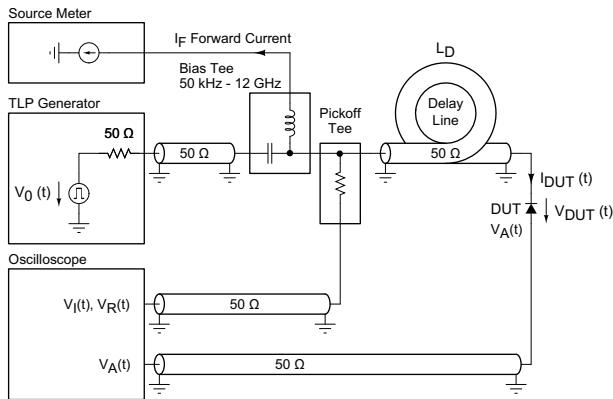 Source Meter
I_F Forward Current
Bias Tee
50 kHz - 12 GHz
L_D
TLP Generator
Pickoff
Tee
Delay
Line
50 Ω
50 Ω
50 Ω
V_0 (t)
I_DUT (t)
DUT
V_DUT (t)
V_A(t)
Oscilloscope
V_I(t), V_R(t)
50 Ω
V_A(t)
50 Ω